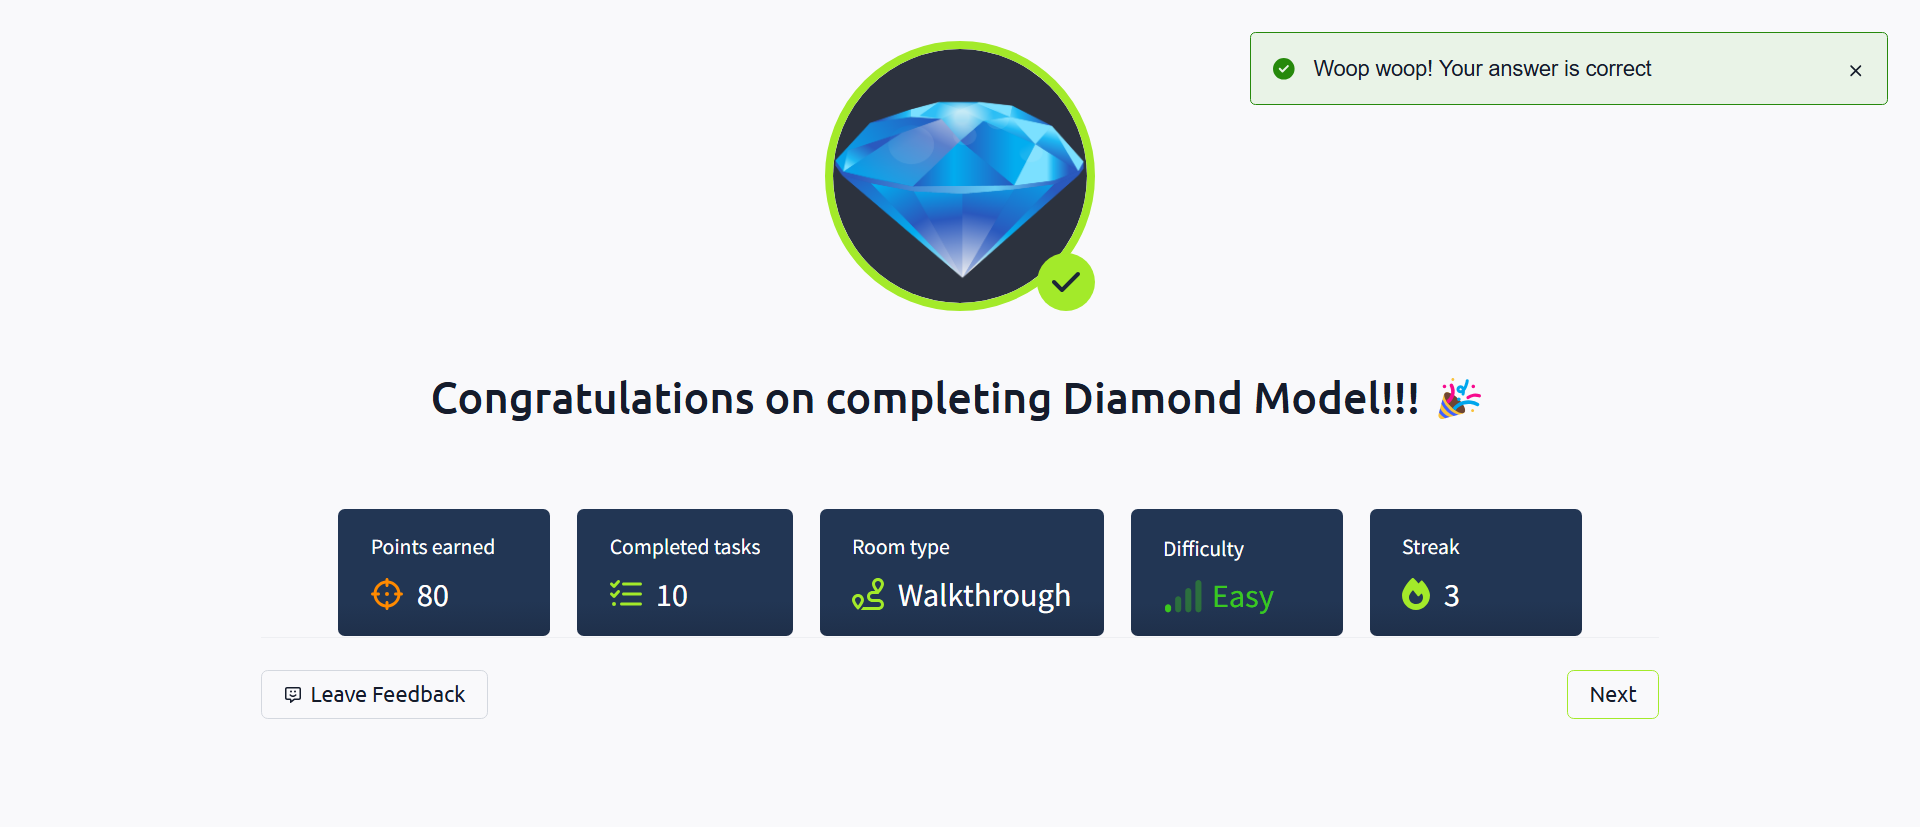 Woop woop! Your answer is correct
Congratulations on completing Diamond Model!!! 🎉
Points earned
80
Completed tasks
10
Room type
Walkthrough
Difficulty
Easy
Streak
3
Leave Feedback
Next